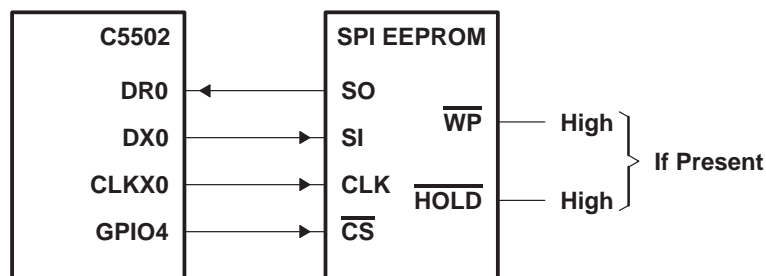 C5502 SPI EEPROM
DR0 SO
WP High
DX0 SI
If Present
CLKX0 CLK
HOLD High
GPIO4 CS